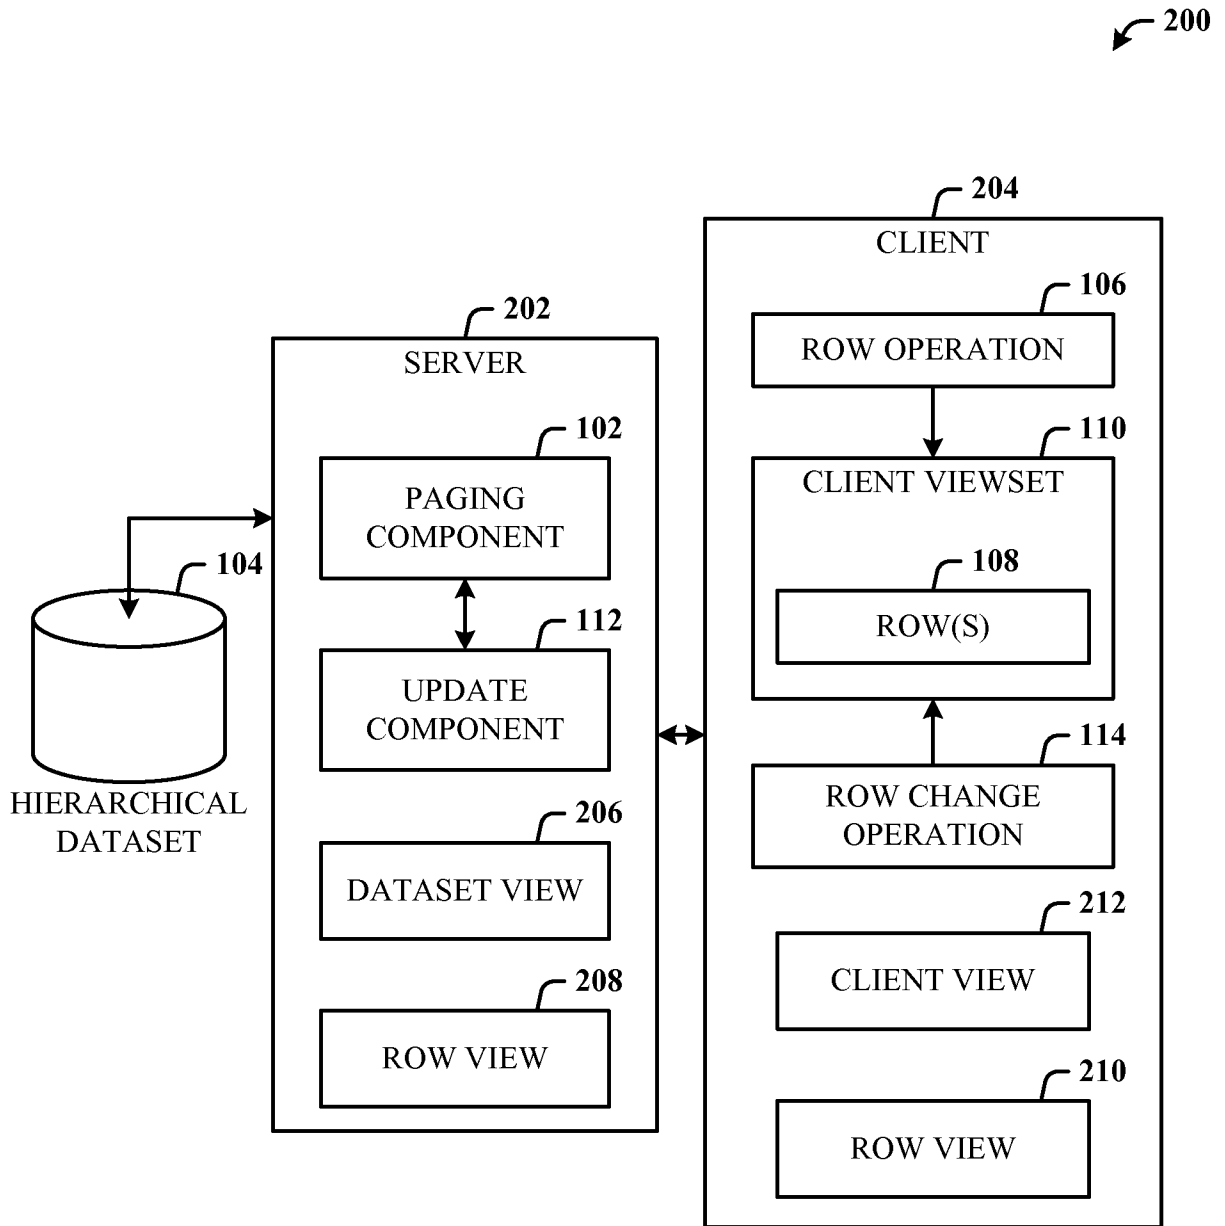 200
204
CLIENT
106
ROW OPERATION
110
CLIENT VIEWSET
108
ROW(S)
114
ROW CHANGE
OPERATION
212
CLIENT VIEW
210
ROW VIEW
202
SERVER
102
PAGING
COMPONENT
112
UPDATE
COMPONENT
206
DATASET VIEW
208
ROW VIEW
104
HIERARCHICAL
DATASET